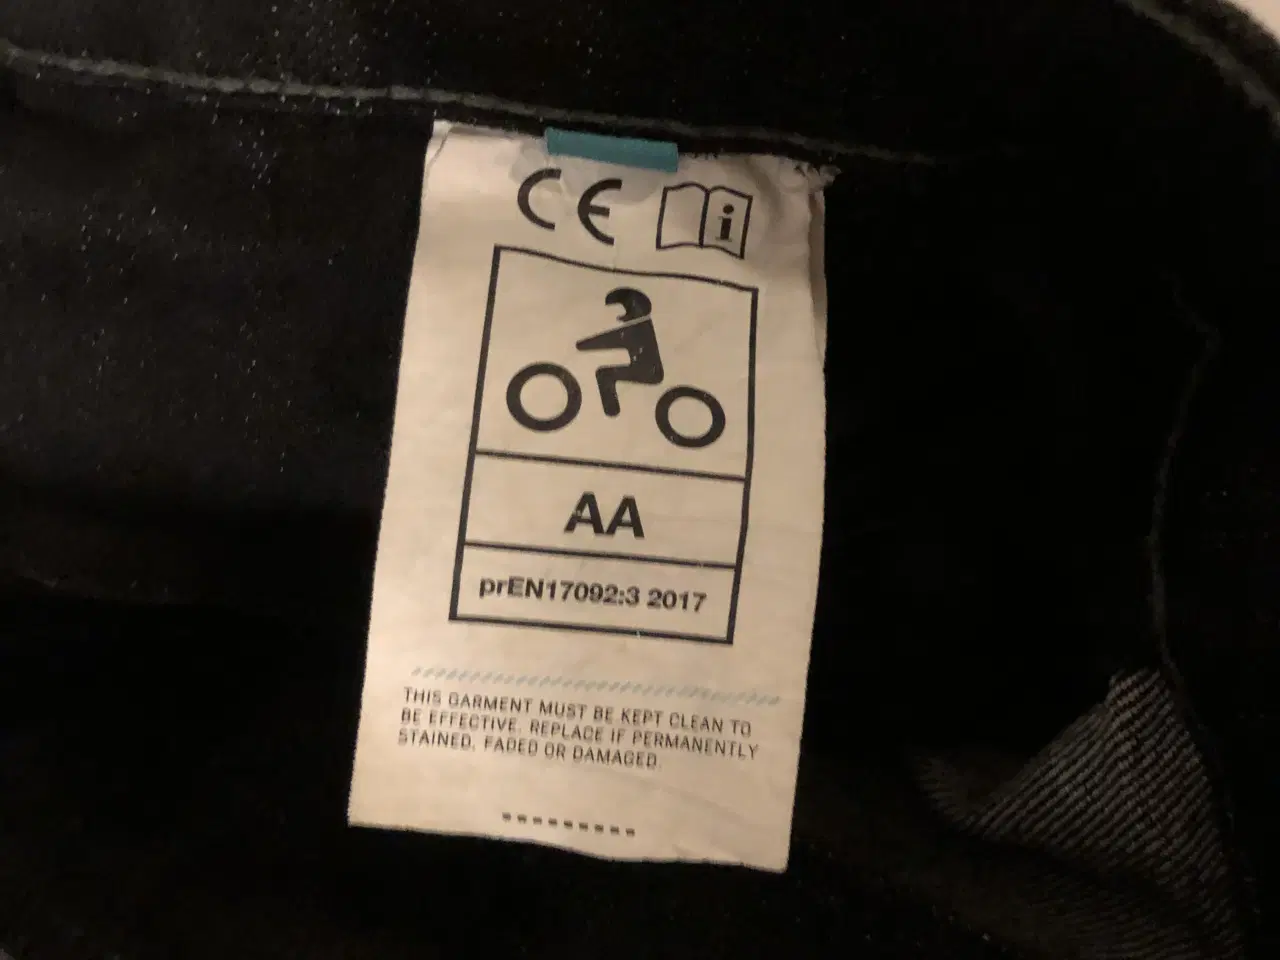 CE i
AA
prEN17092:3 2017
THIS GARMENT MUST BE KEPT CLEAN TO
BE EFFECTIVE. REPLACE IF PERMANENTLY
STAINED, FADED OR DAMAGED.